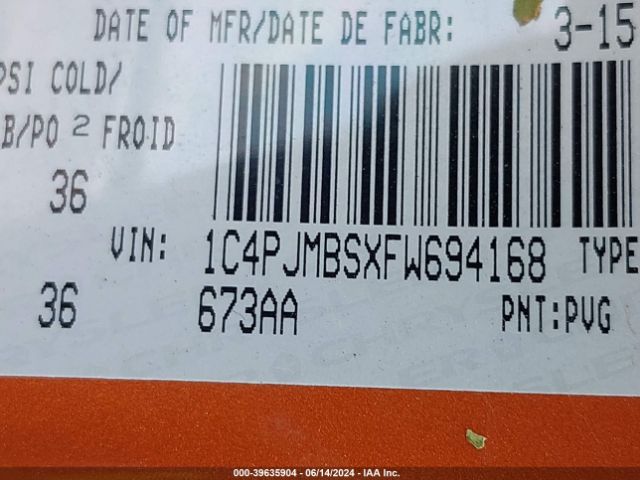 DATE OF MFR/DATE DE FABR: 3-15
PSI COLD/
B/PO 2 FROID
36
VIN: 1C4PJMBSXFW694168 TYPE
36 673AA PNT:PVG
000-39635904 - 06/14/2024 - IAA Inc.